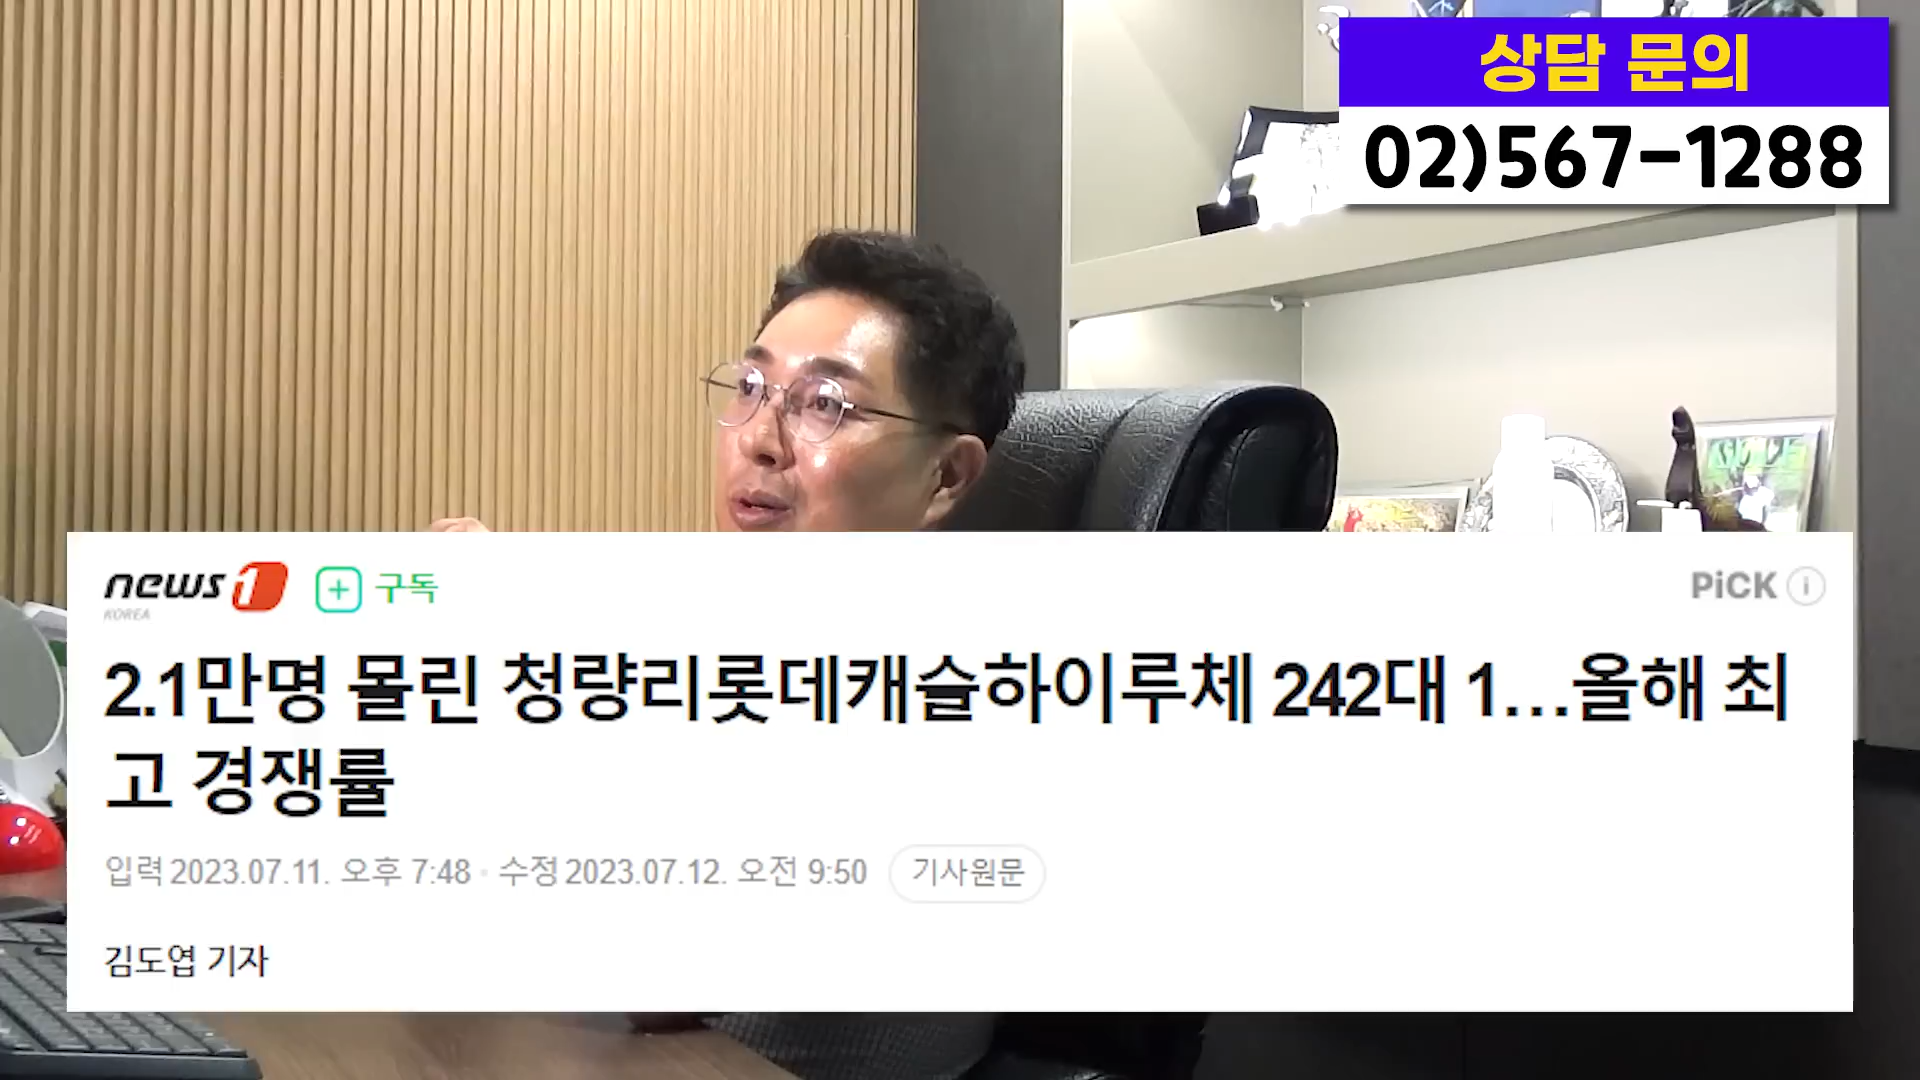 상담 문의
02)567-1288
news1
KOREA
구독
PiCK
2.1만명 몰린 청량리롯데캐슬하이루체 242대 1...올해 최
고 경쟁률
입력 2023.07.11. 오후 7:48 · 수정 2023.07.12. 오전 9:50
기사원문
김도엽 기자